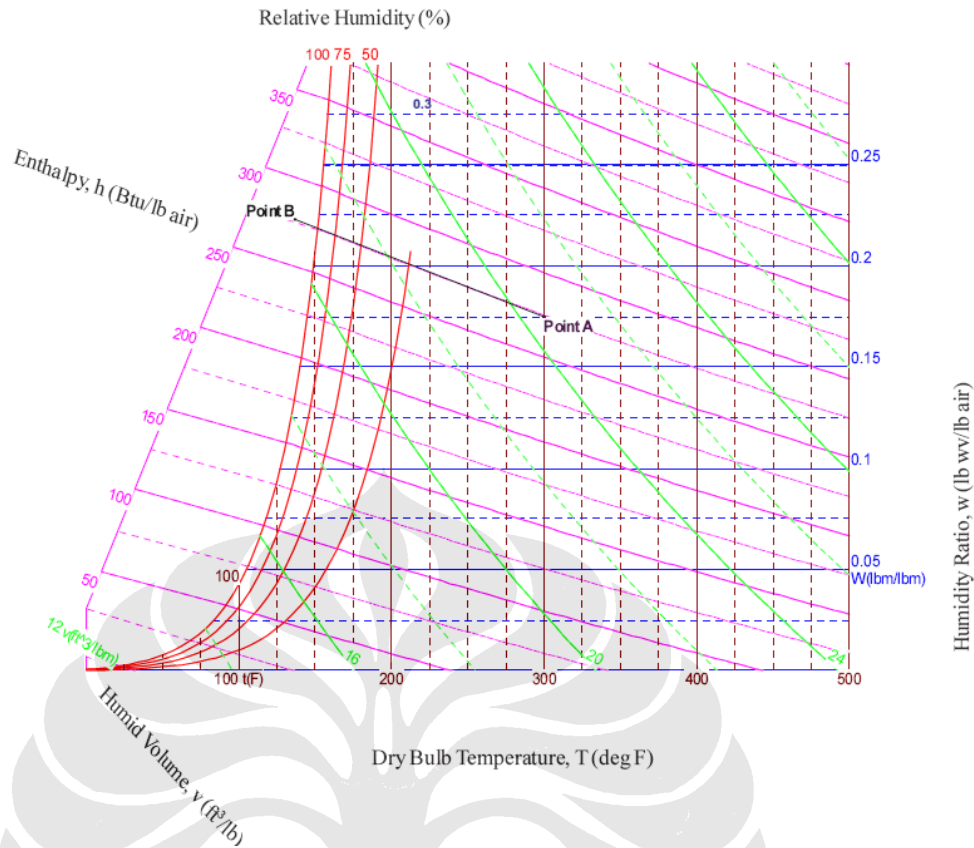 Relative Humidity (%)
100 75 50
350
0.3
0.25
Enthalpy, h (Btu/lb air)
300
Point B
250
0.2
Point A
200
0.15
150
Humidity Ratio, w (lb wv/lb air)
0.1
100
0.05
100
W(lbm/lbm)
50
12 v(ft^3/lbm)
16
20
24
100 t(F)
200
300
400
500
Humid Volume, v (ft³/lb)
Dry Bulb Temperature, T (deg F)